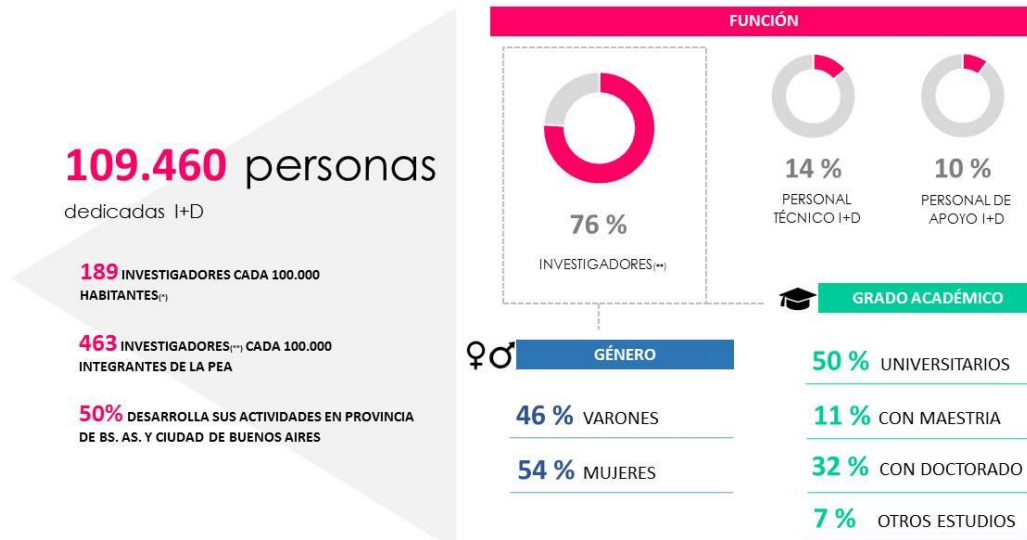 109.460 personas
dedicadas I+D
189 INVESTIGADORES CADA 100.000
HABITANTES(*)
463 INVESTIGADORES(**) CADA 100.000
INTEGRANTES DE LA PEA
50% DESARROLLA SUS ACTIVIDADES EN PROVINCIA
DE BS. AS. Y CIUDAD DE BUENOS AIRES
FUNCIÓN
76 %
INVESTIGADORES(**)
14 %
PERSONAL
TÉCNICO I+D
10 %
PERSONAL DE
APOYO I+D
GÉNERO
46 % VARONES
54 % MUJERES
GRADO ACADÉMICO
50 % UNIVERSITARIOS
11 % CON MAESTRIA
32 % CON DOCTORADO
7 % OTROS ESTUDIOS